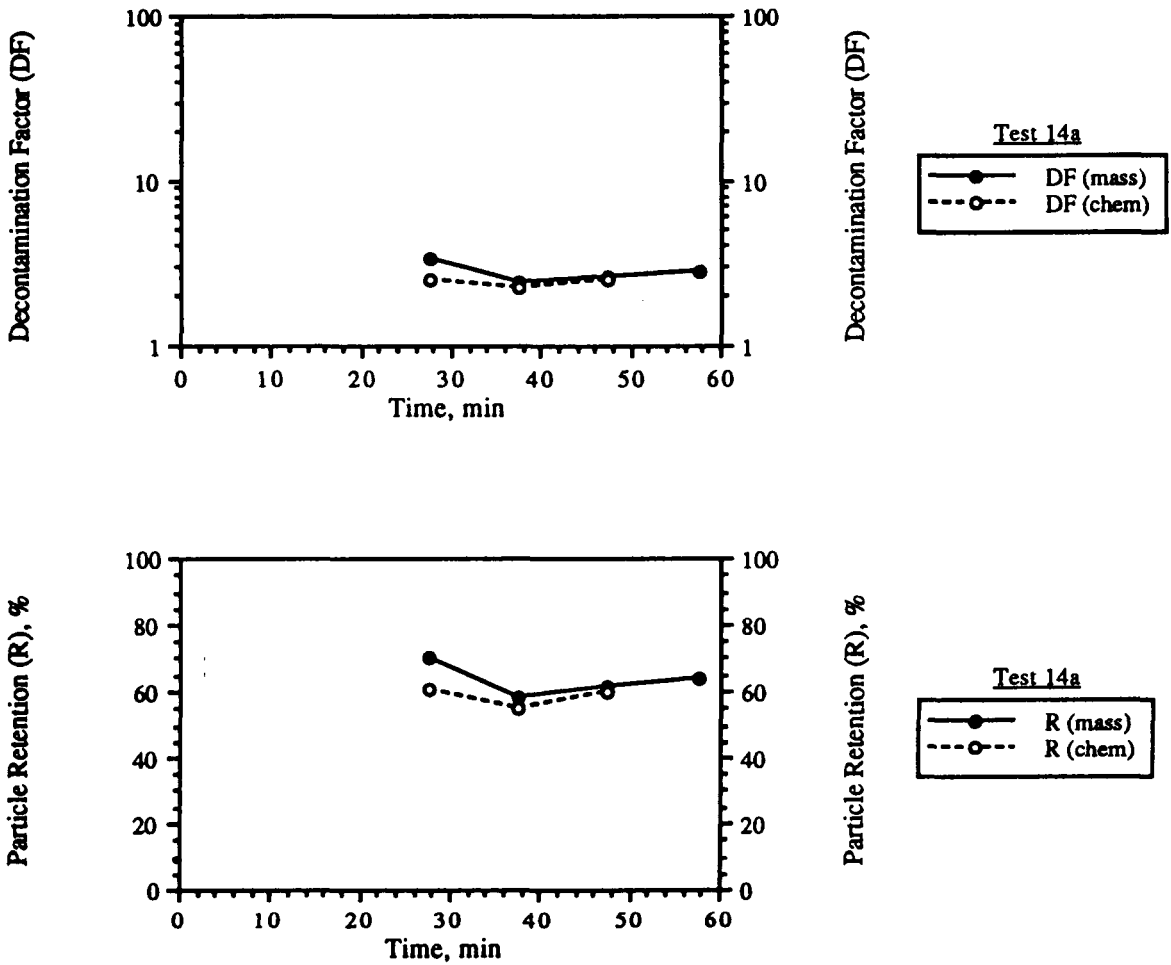 Decontamination Factor (DF)
100
10
1
0 10 20 30 40 50 60
Time, min
100
10
1
Decontamination Factor (DF)
Test 14a
DF (mass)
DF (chem)
Particle Retention (R), %
100
80
60
40
20
0
0 10 20 30 40 50 60
Time, min
100
80
60
40
20
0
Particle Retention (R), %
Test 14a
R (mass)
R (chem)